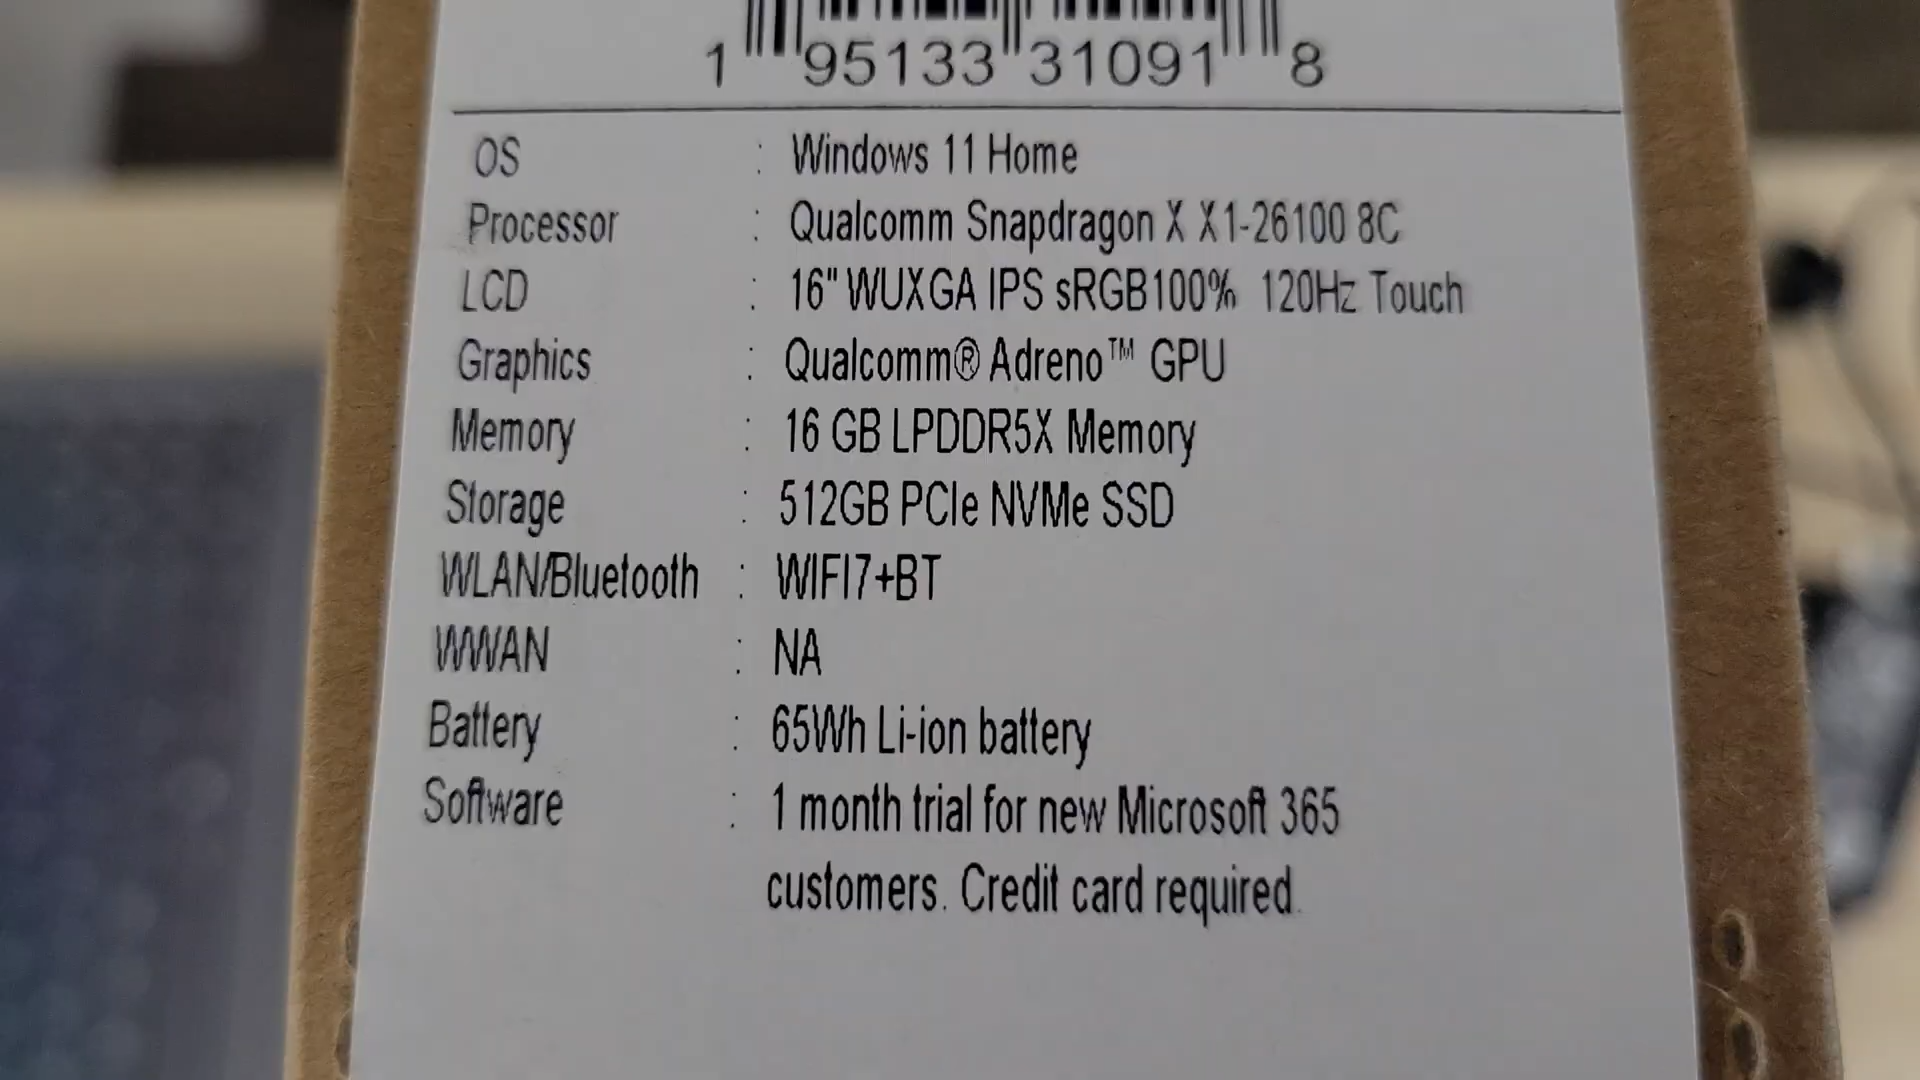 1 95133 31091 8
OS : Windows 11 Home
Processor : Qualcomm Snapdragon X X1-26100 8C
LCD : 16" WUXGA IPS sRGB100% 120Hz Touch
Graphics : Qualcomm® Adreno™ GPU
Memory : 16 GB LPDDR5X Memory
Storage : 512GB PCIe NVMe SSD
WLAN/Bluetooth : WIFI7+BT
WWAN : NA
Battery : 65Wh Li-ion battery
Software : 1 month trial for new Microsoft 365
customers. Credit card required.